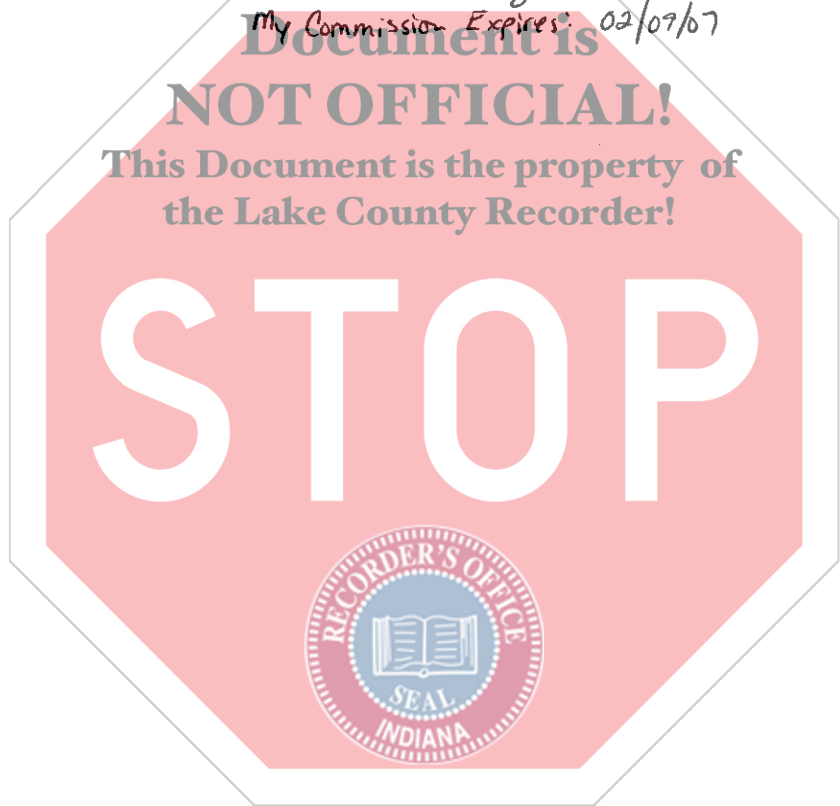 My Commission Expires: 02/09/07
Document is
NOT OFFICIAL!
This Document is the property of
the Lake County Recorder!
STOP
RECORDER'S OFFICE
SEAL
INDIANA